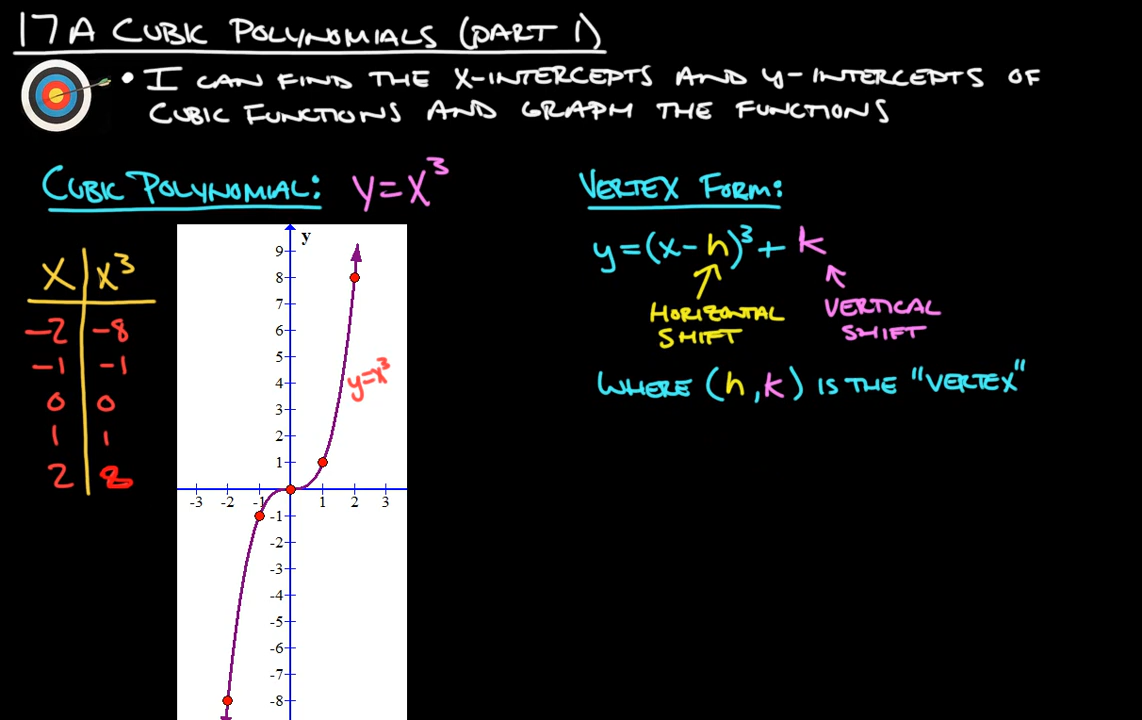 17A CUBIC POLYNOMIALS (PART 1)
• I CAN FIND THE X-INTERCEPTS AND Y-INTERCEPTS OF
CUBIC FUNCTIONS AND GRAPH THE FUNCTIONS
CUBIC POLYNOMIAL: y=x³
x | x³
-2 | -8
-1 | -1
0 | 0
1 | 1
2 | 8
y
9
8
7
6
5
4
3
2
1
-3 -2 -1 1 2 3
-1
-2
-3
-4
-5
-6
-7
-8
y=x³
VERTEX FORM:
y=(x-h)³+k
HORIZONTAL
SHIFT
VERTICAL
SHIFT
WHERE (h,k) IS THE "VERTEX"